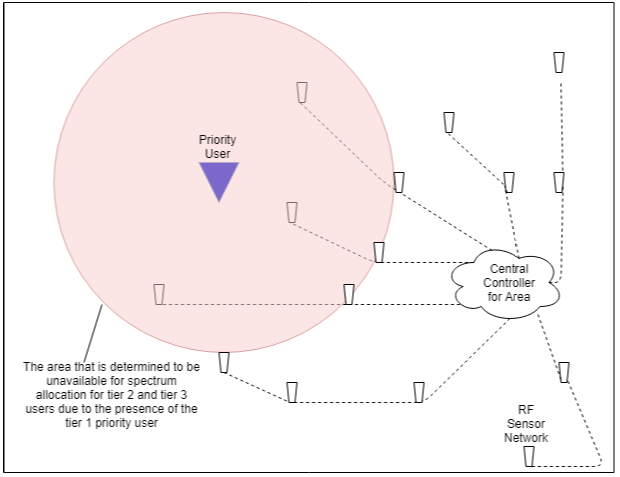 Priority
User
Central
Controller
for Area
The area that is determined to be
unavailable for spectrum
allocation for tier 2 and tier 3
users due to the presence of the
tier 1 priority user
RF
Sensor
Network